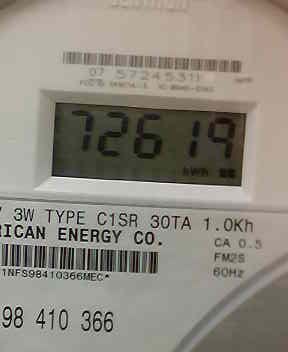 07 57245311
72619
kWh
3W TYPE C1SR 30TA 1.0Kh
RICAN ENERGY CO.
CA 0.5
FM2S
60Hz
1NFS98410366MEC*
98 410 366